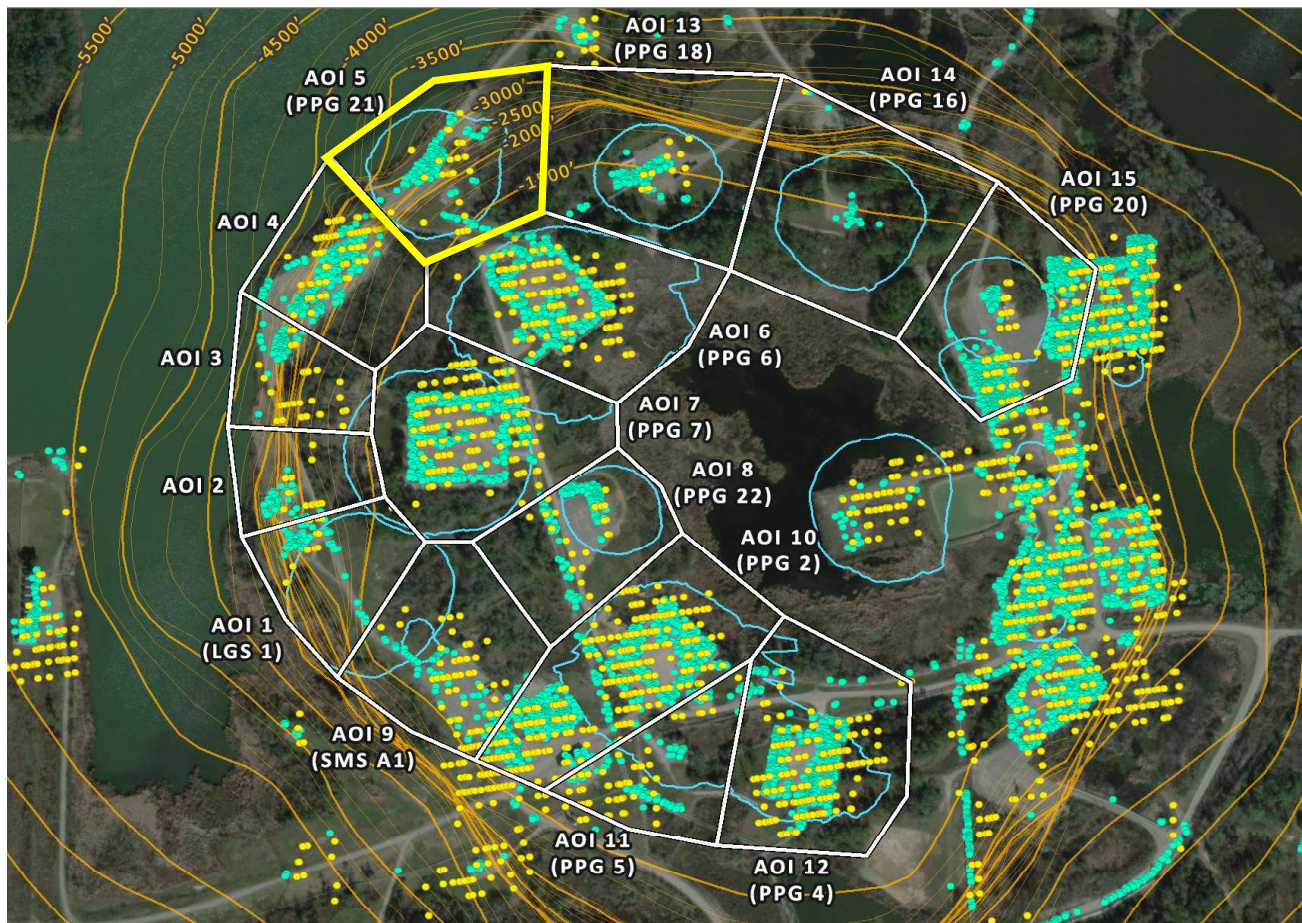 -5500'
-5000'
-4500'
-4000'
-3500'
AOI 13
(PPG 18)
AOI 14
(PPG 16)
AOI 5
(PPG 21)
-3000'
-2500'
-2000'
-1000'
AOI 15
(PPG 20)
AOI 4
AOI 3
AOI 6
(PPG 6)
AOI 7
(PPG 7)
AOI 2
AOI 8
(PPG 22)
AOI 10
(PPG 2)
AOI 1
(LGS 1)
AOI 9
(SMS A1)
AOI 11
(PPG 5)
AOI 12
(PPG 4)